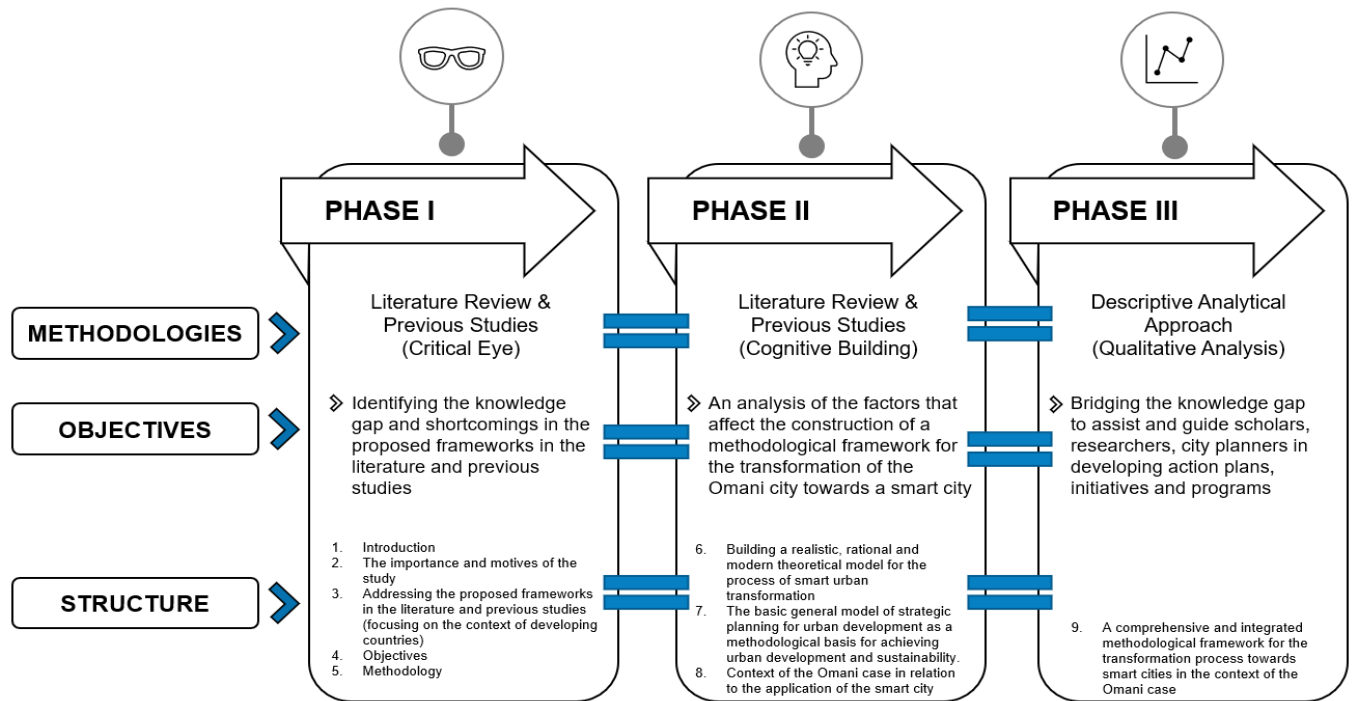 PHASE I
PHASE II
PHASE III
METHODOLOGIES
Literature Review &
Previous Studies
(Critical Eye)
Literature Review &
Previous Studies
(Cognitive Building)
Descriptive Analytical
Approach
(Qualitative Analysis)
OBJECTIVES
Identifying the knowledge
gap and shortcomings in the
proposed frameworks in the
literature and previous
studies
An analysis of the factors that
affect the construction of a
methodological framework for
the transformation of the
Omani city towards a smart city
Bridging the knowledge gap
to assist and guide scholars,
researchers, city planners in
developing action plans,
initiatives and programs
STRUCTURE
1. Introduction
2. The importance and motives of the
study
3. Addressing the proposed frameworks
in the literature and previous studies
(focusing on the context of developing
countries)
4. Objectives
5. Methodology
6. Building a realistic, rational and
modern theoretical model for the
process of smart urban
transformation
7. The basic general model of strategic
planning for urban development as a
methodological basis for achieving
urban development and sustainability.
8. Context of the Omani case in relation
to the application of the smart city
9. A comprehensive and integrated
methodological framework for the
transformation process towards
smart cities in the context of the
Omani case